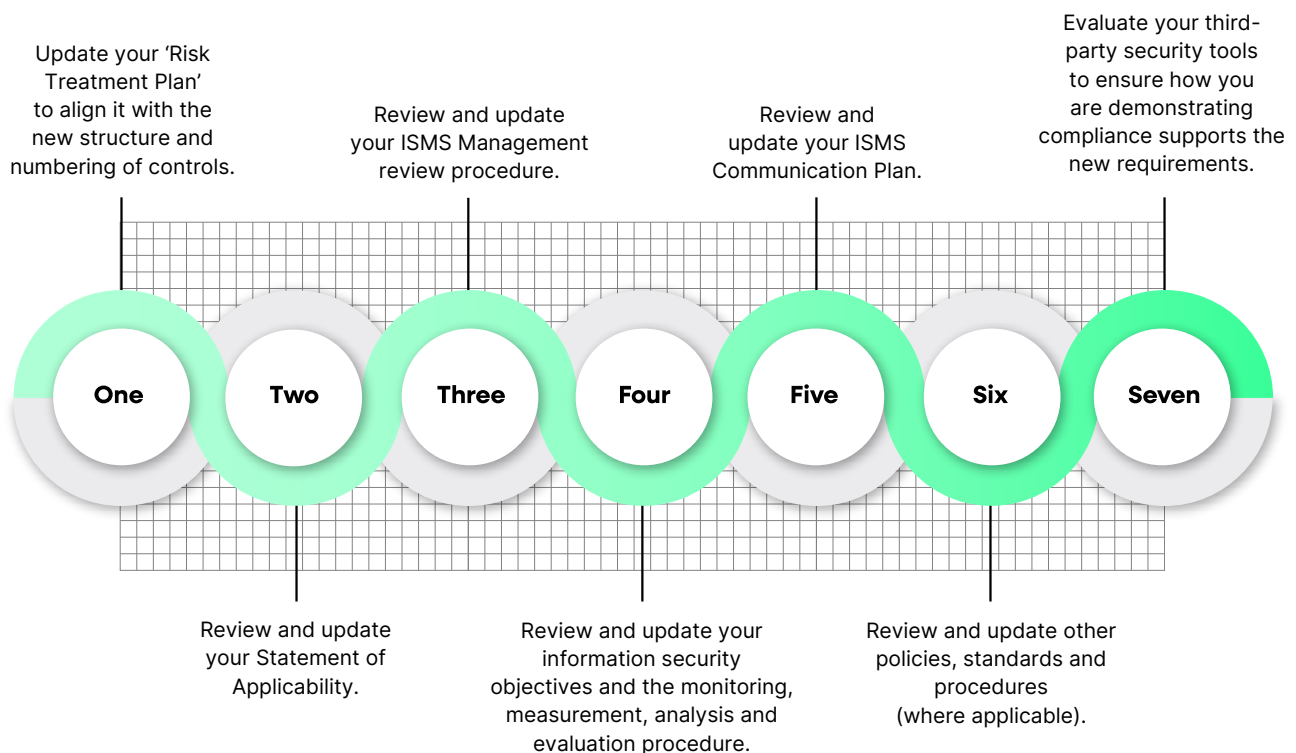 Update your ‘Risk
Treatment Plan’
to align it with the
new structure and
numbering of controls.
Review and update
your ISMS Management
review procedure.
Review and
update your ISMS
Communication Plan.
Evaluate your third-
party security tools
to ensure how you
are demonstrating
compliance supports the
new requirements.
One
Two
Three
Four
Five
Six
Seven
Review and update
your Statement of
Applicability.
Review and update your
information security
objectives and the monitoring,
measurement, analysis and
evaluation procedure.
Review and update other
policies, standards and
procedures
(where applicable).